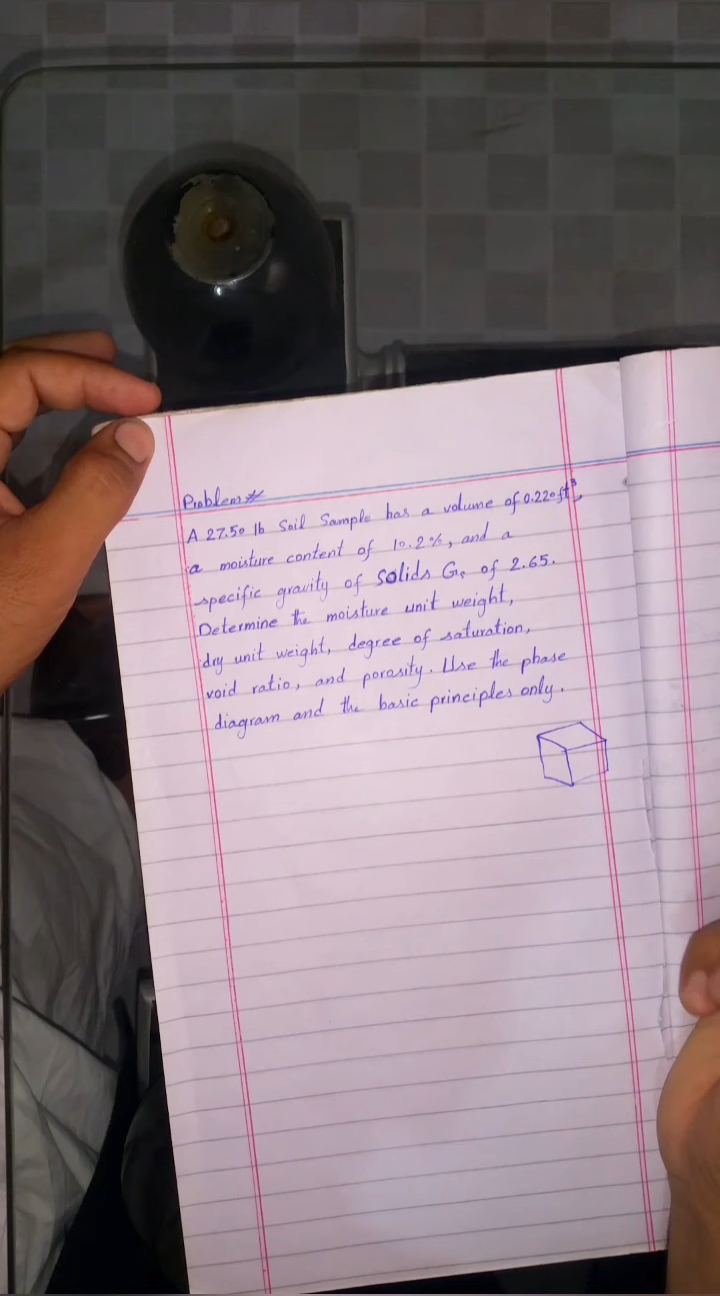 Problem #
A 27.50 lb Soil Sample has a volume of 0.220 ft³,
a moisture content of 10.2%, and a
specific gravity of Solids Gs of 2.65.
Determine the moisture unit weight,
dry unit weight, degree of saturation,
void ratio, and porosity. Use the phase
diagram and the basic principles only.